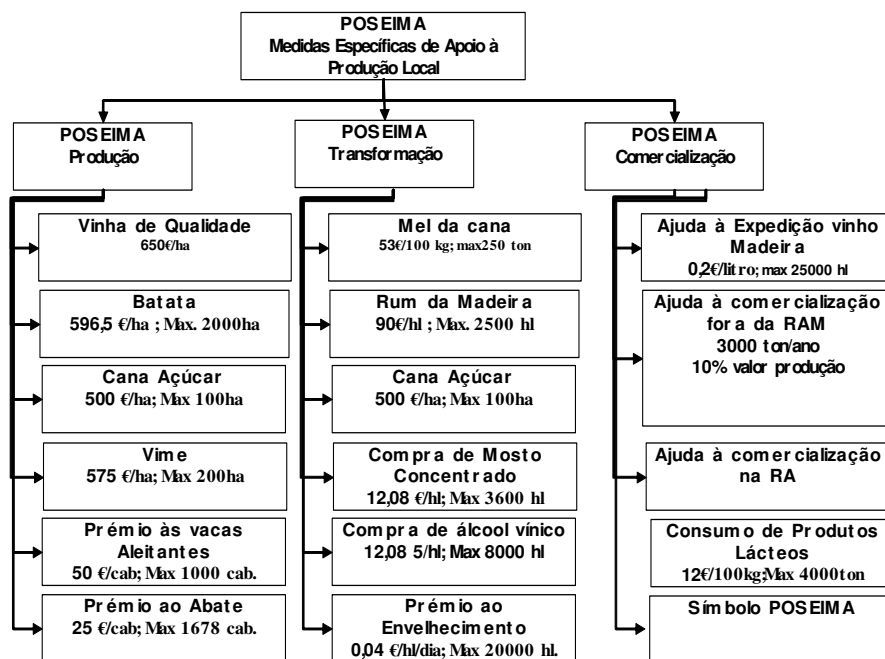 POSEIMA
Medidas Específicas de Apoio à
Produção Local
POSEIMA
Produção
POSEIMA
Transformação
POSEIMA
Comercialização
Vinha de Qualidade
650€/ha
Batata
596,5 €/ha ; Max. 2000ha
Cana Açúcar
500 €/ha; Max 100ha
Vime
575 €/ha; Max 200ha
Prémio às vacas
Aleitantes
50 €/cab; Max 1000 cab.
Prémio ao Abate
25 €/cab; Max 1678 cab.
Mel da cana
53€/100 kg; max250 ton
Rum da Madeira
90€/hl ; Max. 2500 hl
Cana Açúcar
500 €/ha; Max 100ha
Compra de Mosto
Concentrado
12,08 €/hl; Max 3600 hl
Compra de álcool vínico
12,08 5/hl; Max 8000 hl
Prémio ao
Envelhecimento
0,04 €/hl/dia; Max 20000 hl.
Ajuda à Expedição vinho
Madeira
0,2€/litro; max 25000 hl
Ajuda à comercialização
fora da RAM
3000 ton/ano
10% valor produção
Ajuda à comercialização
na RA
Consumo de Produtos
Lácteos
12€/100kg;Max 4000ton
Símbolo POSEIMA